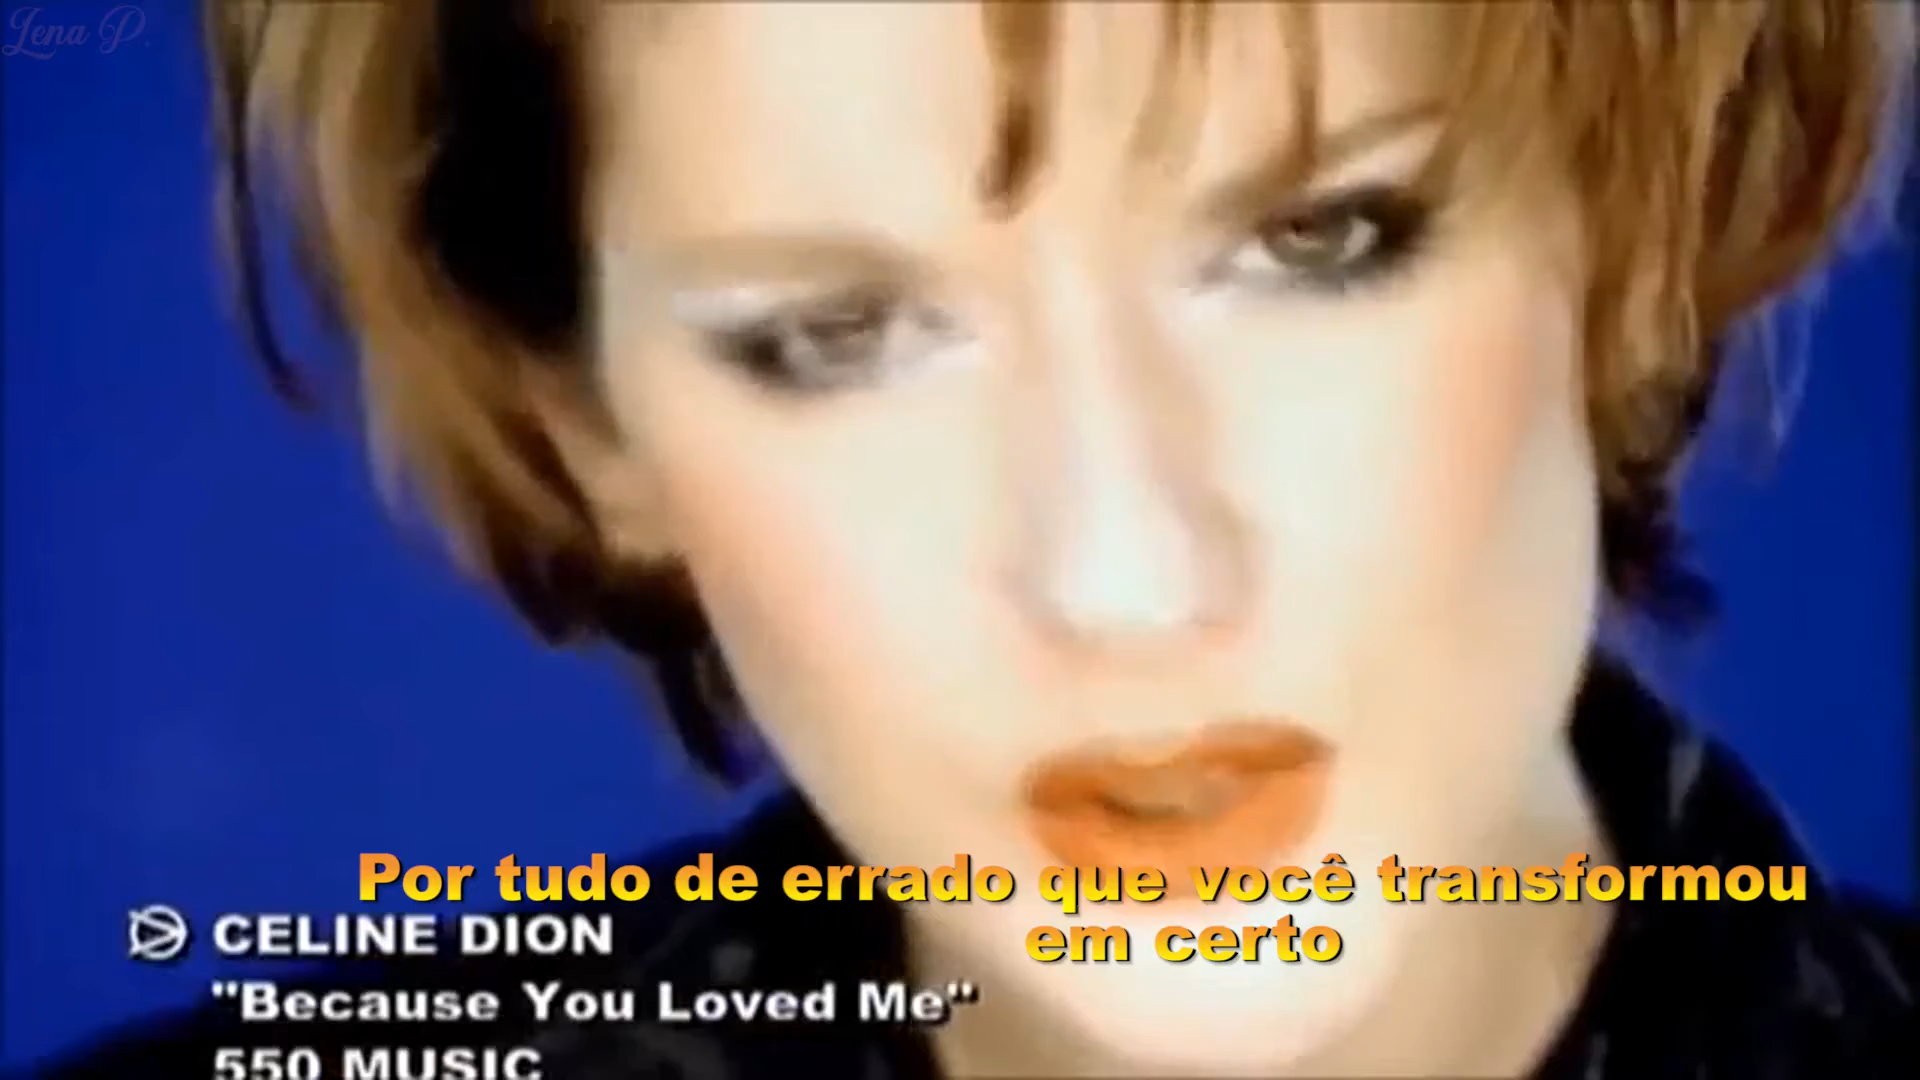 Lena P.
Por tudo de errado que você transformou
em certo
CELINE DION
"Because You Loved Me"
550 MUSIC